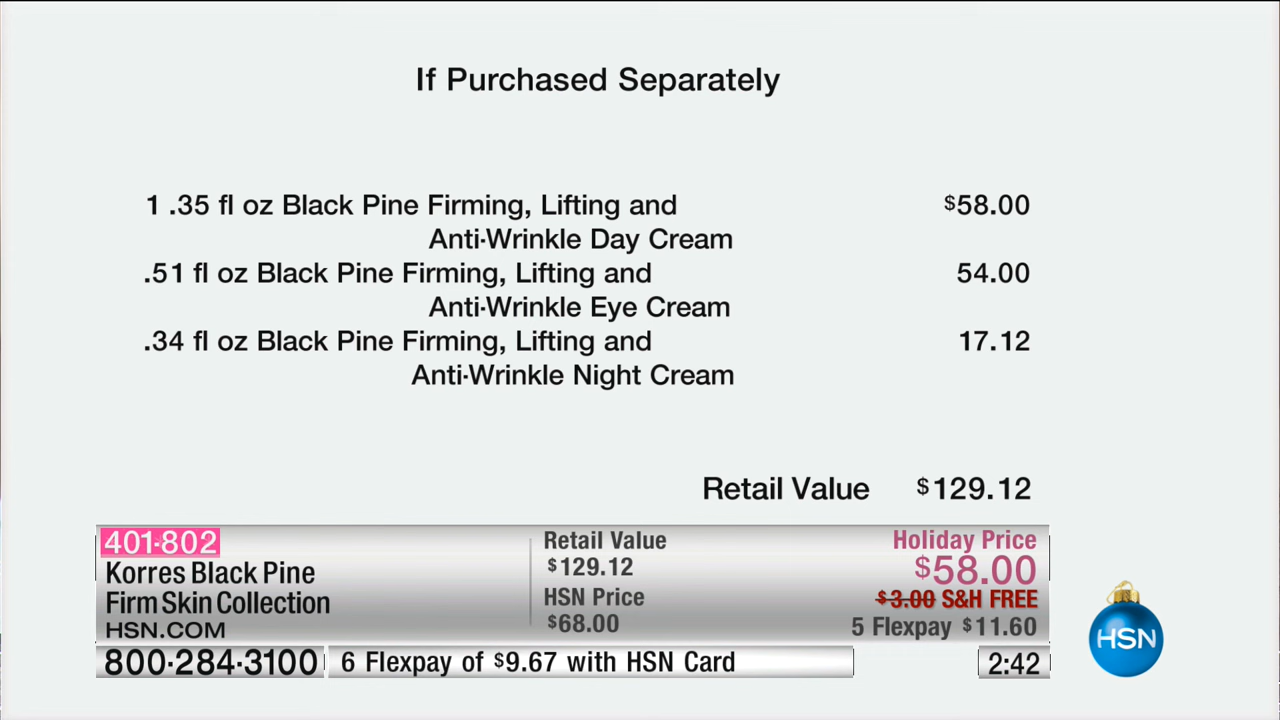 If Purchased Separately
1 .35 fl oz Black Pine Firming, Lifting and $58.00
Anti-Wrinkle Day Cream
.51 fl oz Black Pine Firming, Lifting and 54.00
Anti-Wrinkle Eye Cream
.34 fl oz Black Pine Firming, Lifting and 17.12
Anti-Wrinkle Night Cream
Retail Value $129.12
401-802
Korres Black Pine
Firm Skin Collection
HSN.COM
Retail Value
$129.12
HSN Price
$68.00
Holiday Price
$58.00
$3.00 S&H FREE
5 Flexpay $11.60
800-284-3100
6 Flexpay of $9.67 with HSN Card
2:42
HSN